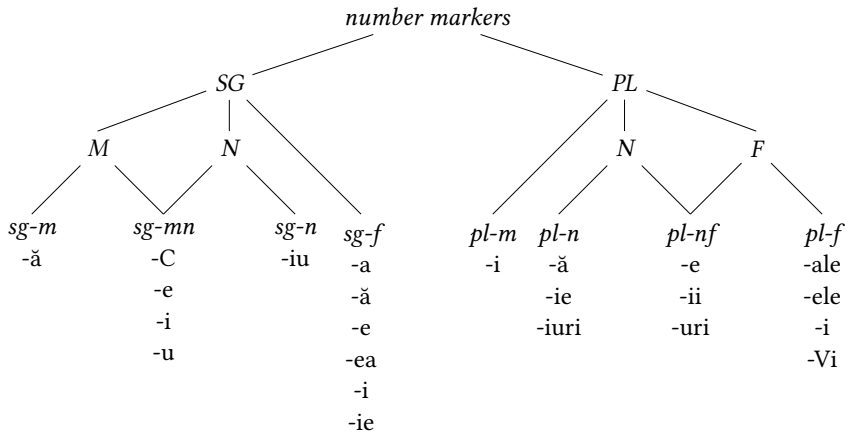 number markers
SG PL
M N N F
sg-m sg-mn sg-n sg-f pl-m pl-n pl-nf pl-f
-ă -C -iu -a -i -ă -e -ale
-e -ă -ie -ii -ele
-i -e -iuri -uri -i
-u -ea -Vi
-i
-ie